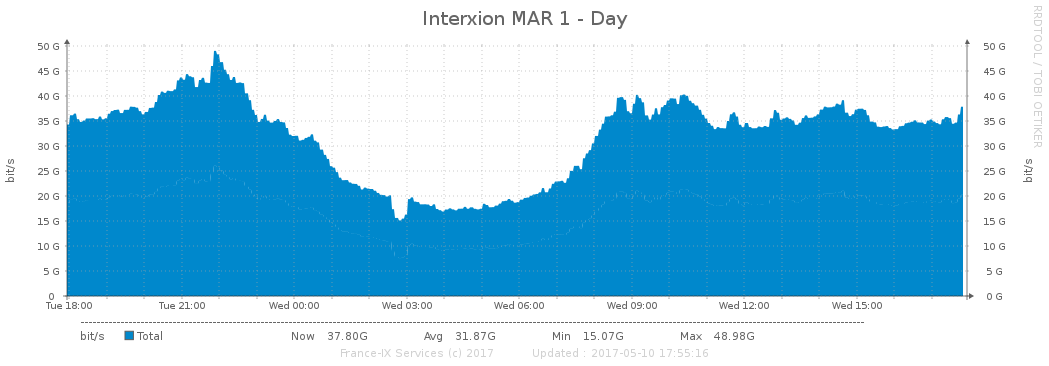 Interxion MAR 1 - Day
RRDTOOL / TOBI OETIKER
50 G 50 G
45 G 45 G
40 G 40 G
35 G 35 G
30 G 30 G
25 G 25 G
20 G 20 G
15 G 15 G
10 G 10 G
5 G 5 G
0 0 G
bit/s bit/s
Tue 18:00 Tue 21:00 Wed 00:00 Wed 03:00 Wed 06:00 Wed 09:00 Wed 12:00 Wed 15:00
bit/s Total Now 37.80G Avg 31.87G Min 15.07G Max 48.98G
France-IX Services (c) 2017 Updated : 2017-05-10 17:55:16